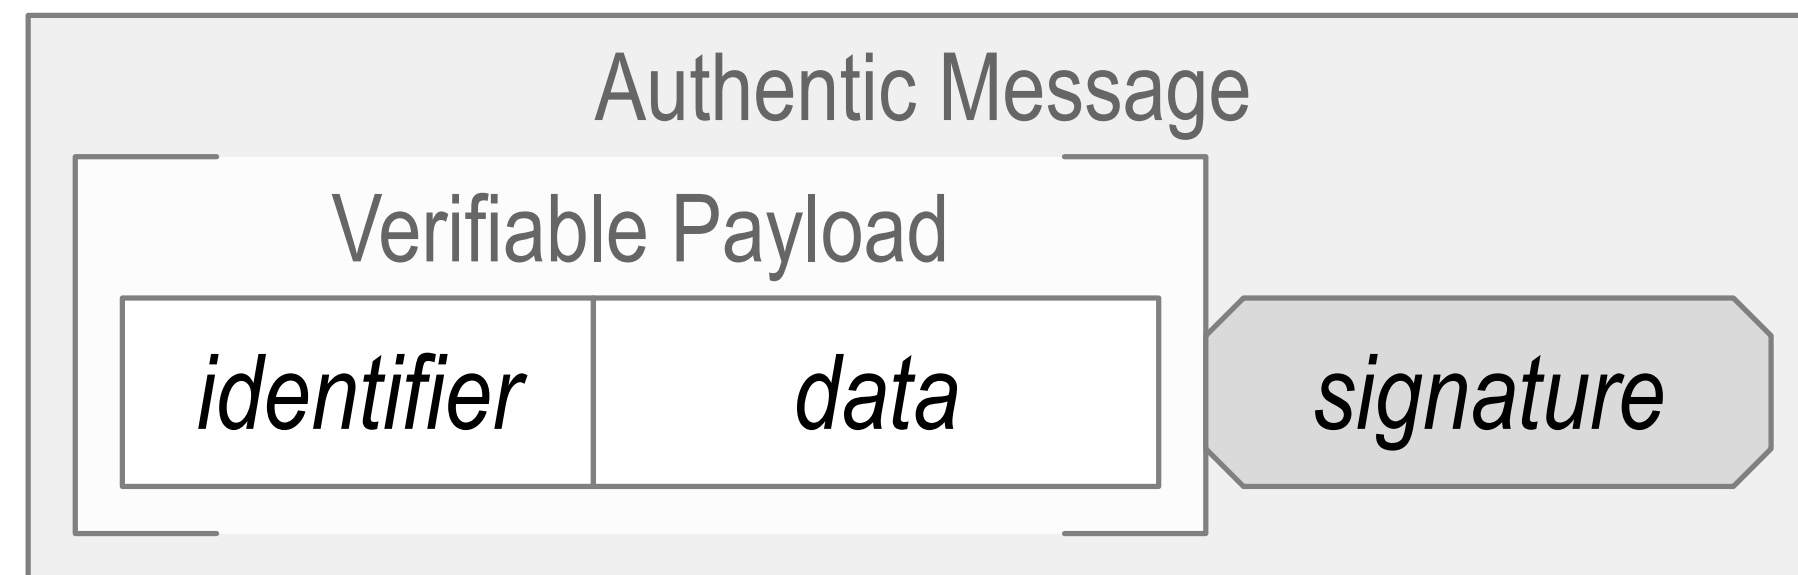 Authentic Message
Verifiable Payload
identifier data signature